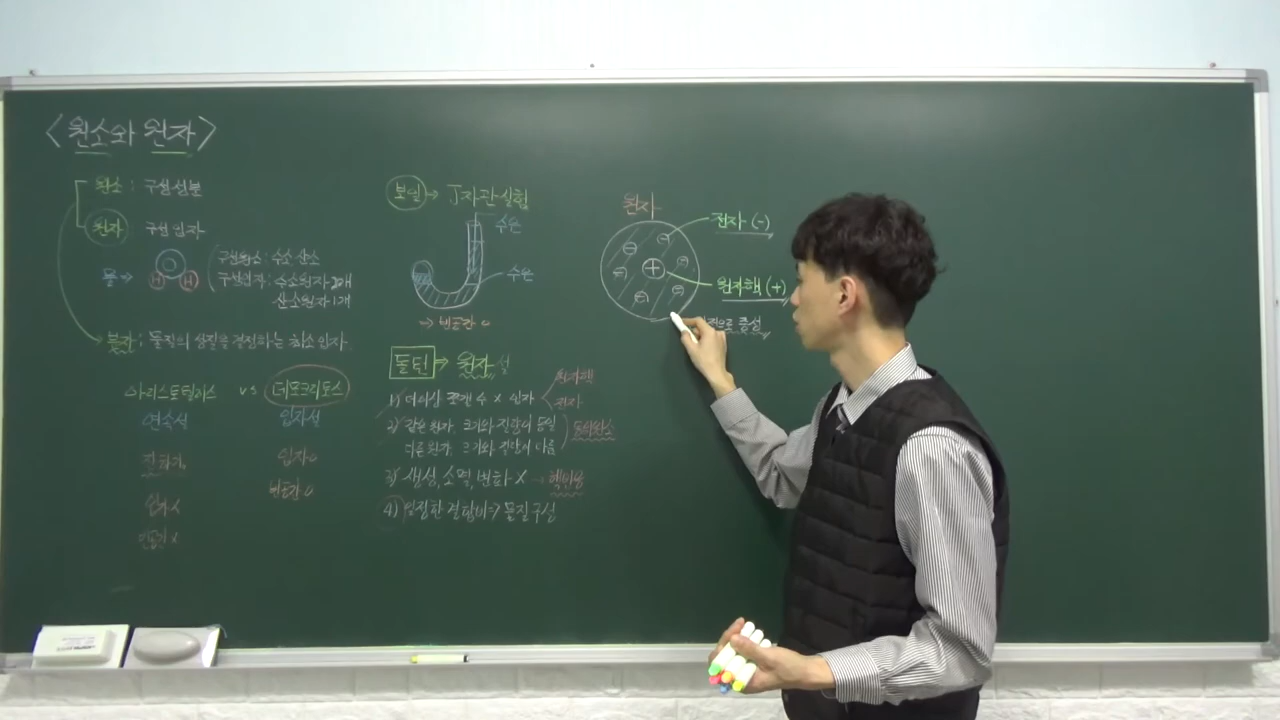 <원소와 원자>
원소 : 구성 성분
원자 : 구성 입자
물 → O H H
구성원소 : 수소 산소
구성입자 : 수소원자 2개
산소원자 1개
분자 : 물질의 성질을 결정하는 최소 입자
아리스토텔레스 vs 데모크리토스
연속설 입자설
입자 x 입자 o
진공 x 빈공간 o
보일 → J자관 실험
수은
수은
→ 빈공간 o
돌턴 → 원자설
1) 더이상 쪼갤 수 x 입자
원자핵
전자
2) 같은 원자 크기와 질량이 동일
다른 원자 크기와 질량이 다름
동위원소
3) 생성, 소멸, 변화 X → 핵반응
4) 일정한 결합비 => 물질 구성
원자
전자 (-)
원자핵 (+)
적으로 중성